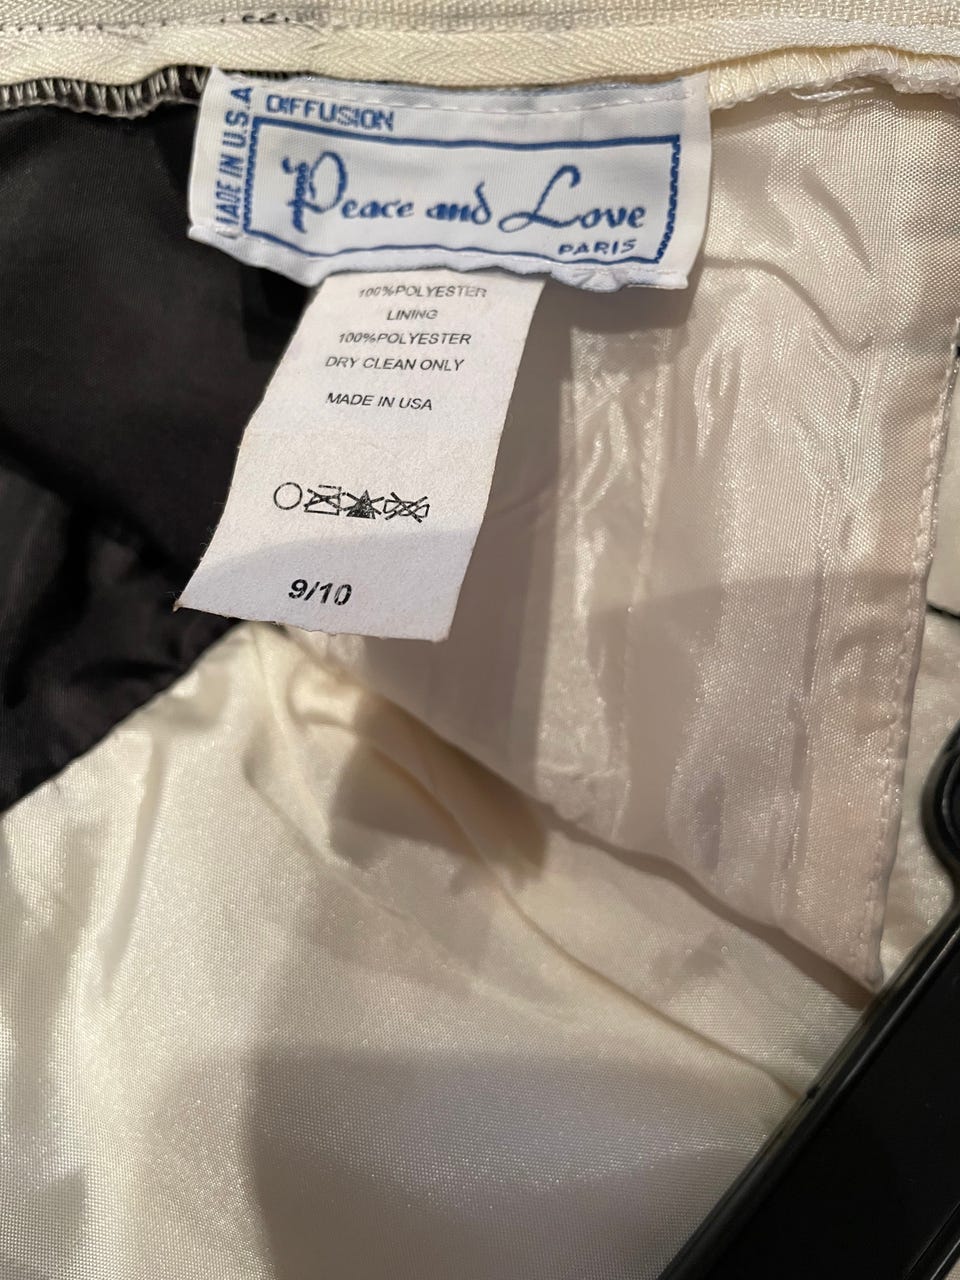 MADE IN U.S.A
DIFFUSION
Peace and Love
PARIS
100%POLYESTER
LINING
100%POLYESTER
DRY CLEAN ONLY
MADE IN USA
9/10